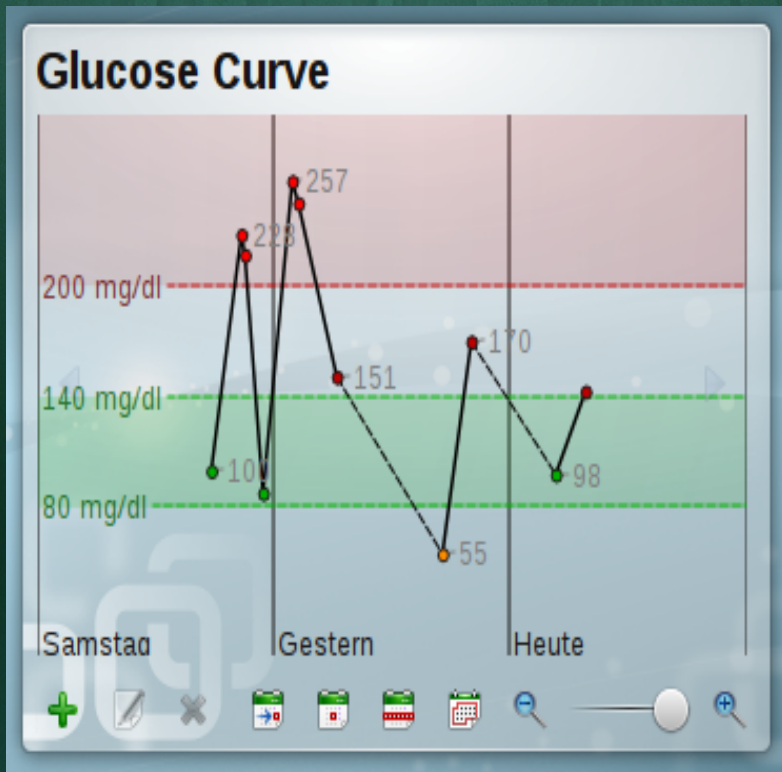 Glucose Curve
257
228
200 mg/dl
170
151
140 mg/dl
98
80 mg/dl
55
Samstag
Gestern
Heute